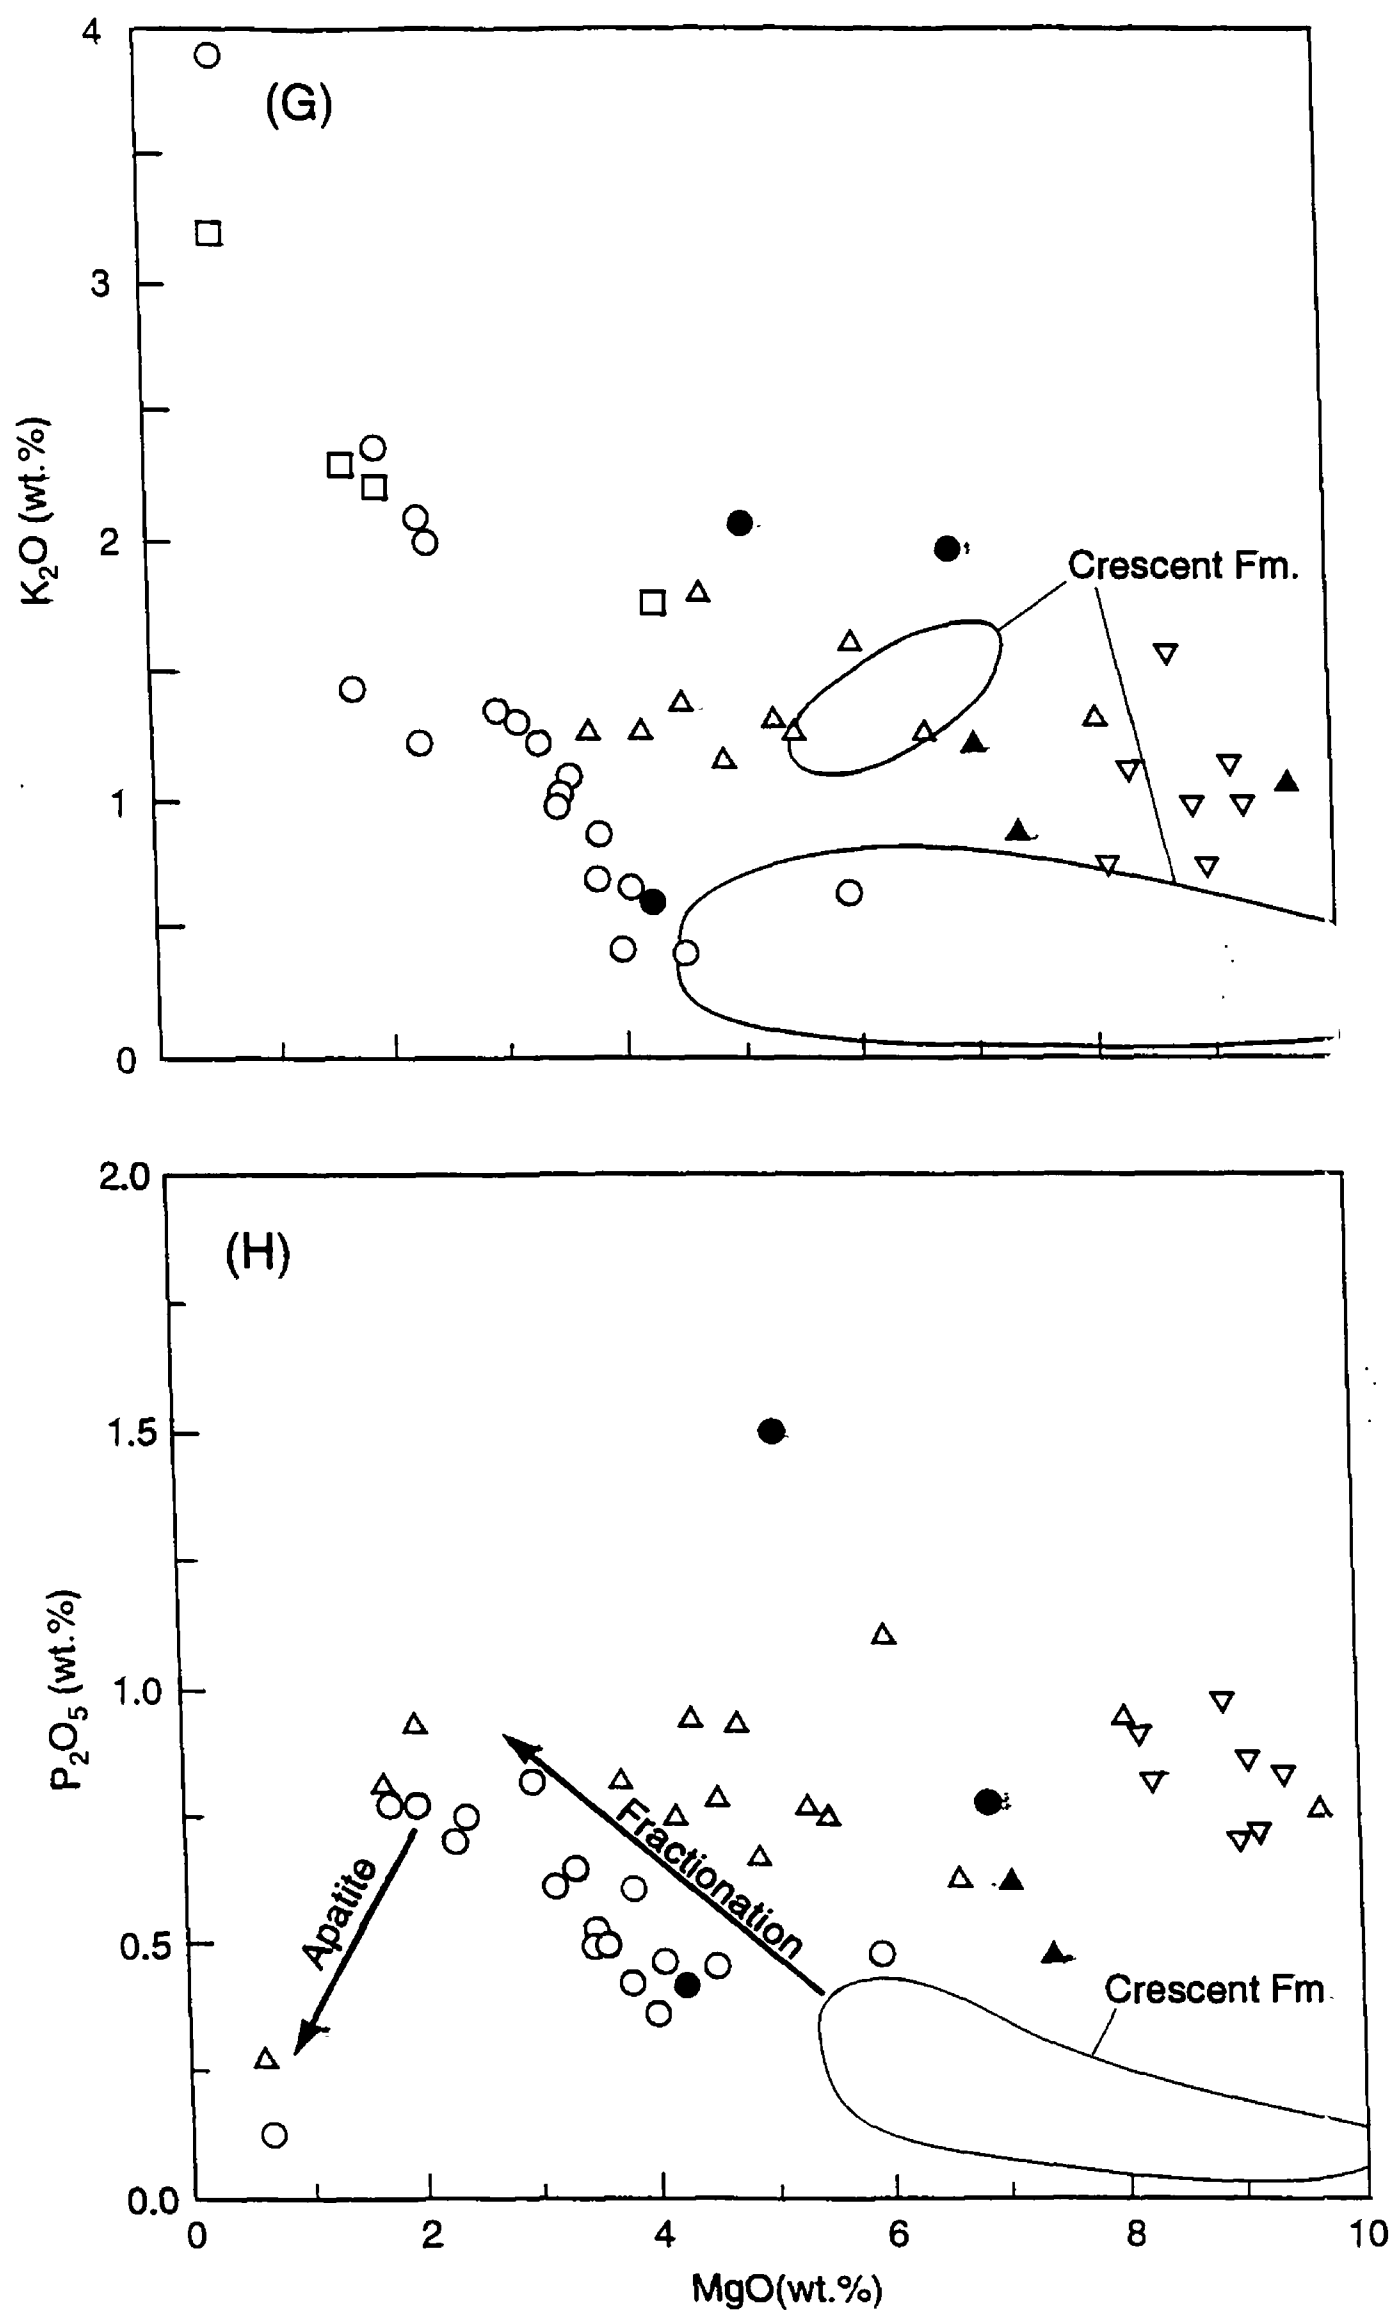 4
(G)
3
K₂O (wt.%)
2
Crescent Fm.
1
0
2.0
(H)
1.5
P₂O₅ (wt.%)
1.0
Fractionation
Apatite
0.5
Crescent Fm
0.0
0 2 4 6 8 10
MgO(wt.%)